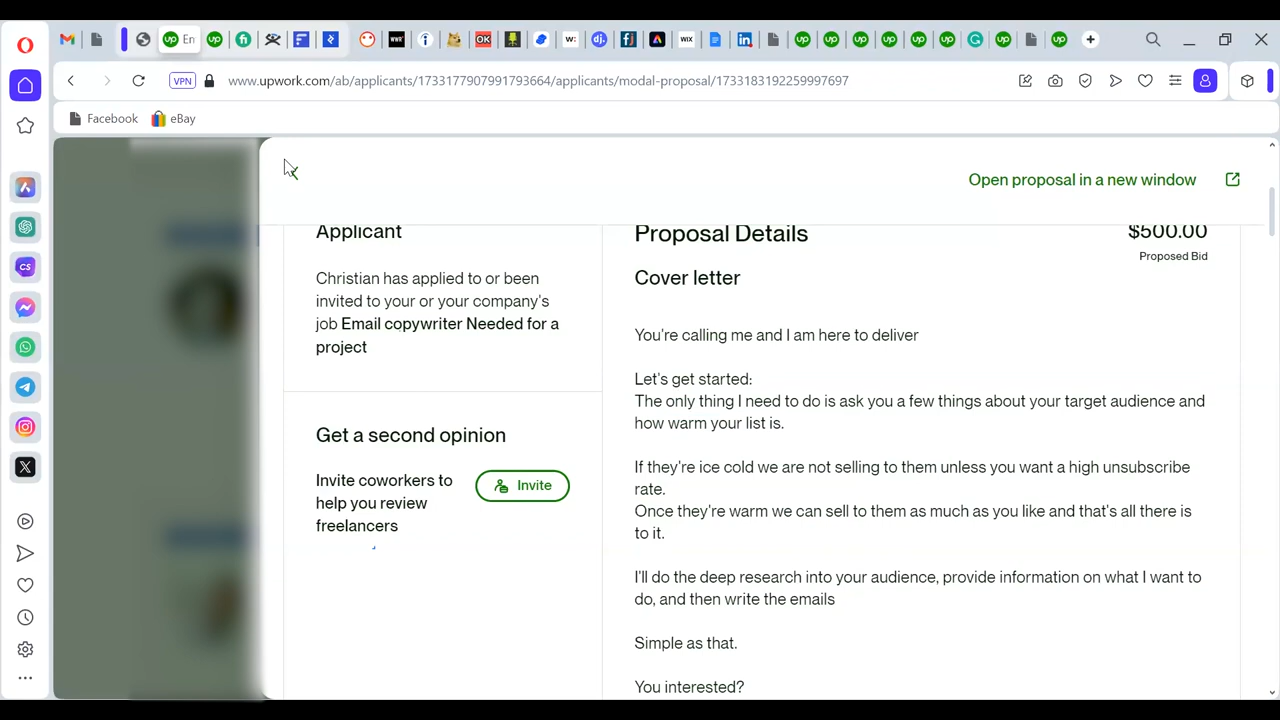 En
VPN
www.upwork.com/ab/applicants/1733177907991793664/applicants/modal-proposal/1733183192259997697
Facebook
eBay
Open proposal in a new window
Applicant
Christian has applied to or been
invited to your or your company's
job Email copywriter Needed for a
project
Get a second opinion
Invite coworkers to
help you review
freelancers
Invite
Proposal Details
$500.00
Proposed Bid
Cover letter
You're calling me and I am here to deliver
Let's get started:
The only thing I need to do is ask you a few things about your target audience and
how warm your list is.
If they're ice cold we are not selling to them unless you want a high unsubscribe
rate.
Once they're warm we can sell to them as much as you like and that's all there is
to it.
I'll do the deep research into your audience, provide information on what I want to
do, and then write the emails
Simple as that.
You interested?